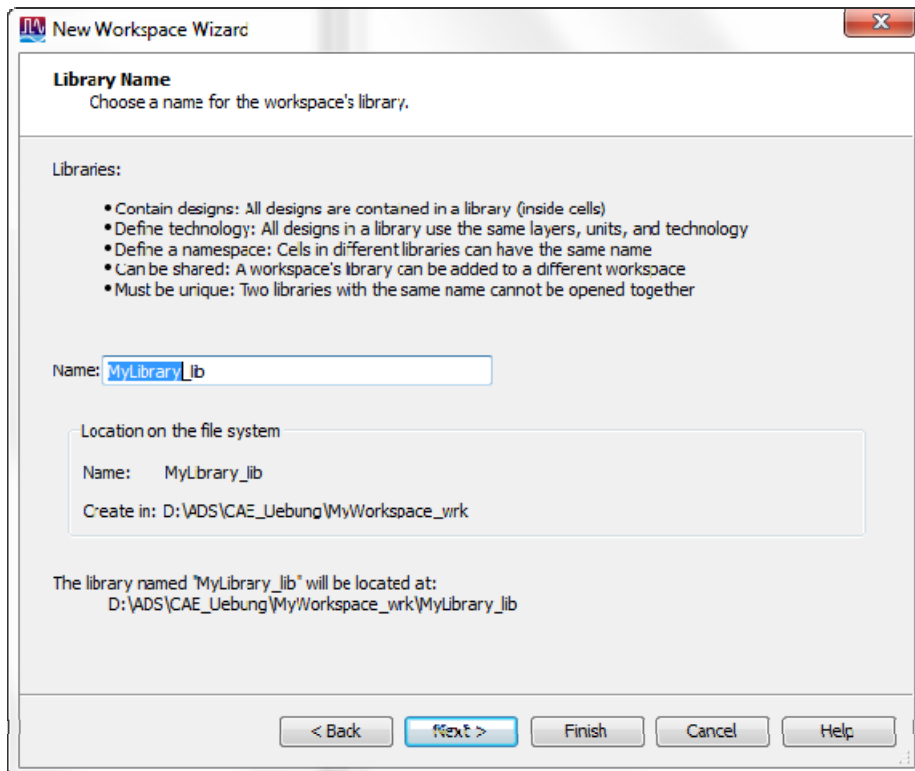 New Workspace Wizard
Library Name
Choose a name for the workspace's library.
Libraries:
• Contain designs: All designs are contained in a library (inside cells)
• Define technology: All designs in a library use the same layers, units, and technology
• Define a namespace: Cells in different libraries can have the same name
• Can be shared: A workspace's library can be added to a different workspace
• Must be unique: Two libraries with the same name cannot be opened together
Name: MyLibrary_lib
Location on the file system
Name: MyLibrary_lib
Create in: D:\ADS\CAE_Uebung\MyWorkspace_wrk
The library named "MyLibrary_lib" will be located at:
D:\ADS\CAE_Uebung\MyWorkspace_wrk\MyLibrary_lib
< Back Next > Finish Cancel Help